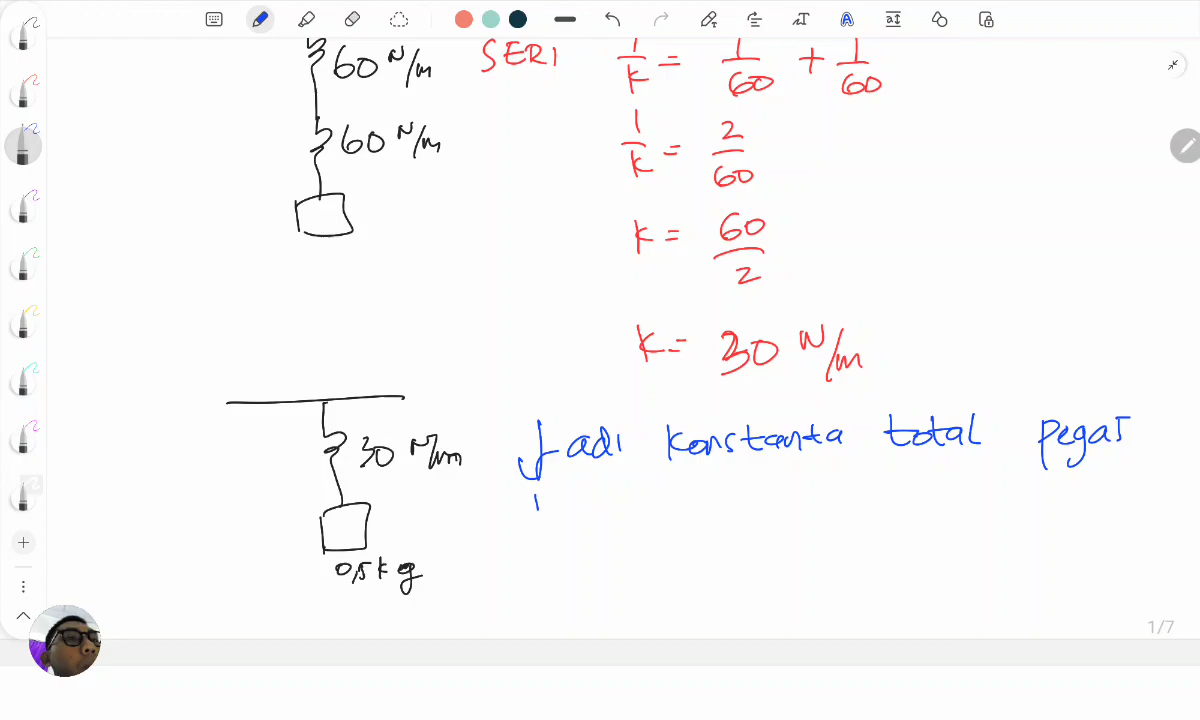 60 N/m SERI 1/k = 1/60 + 1/60
60 N/m 1/k = 2/60
k = 60/2
k = 30 N/m
30 N/m Jadi konstanta total pegas
0,5 kg
1/7